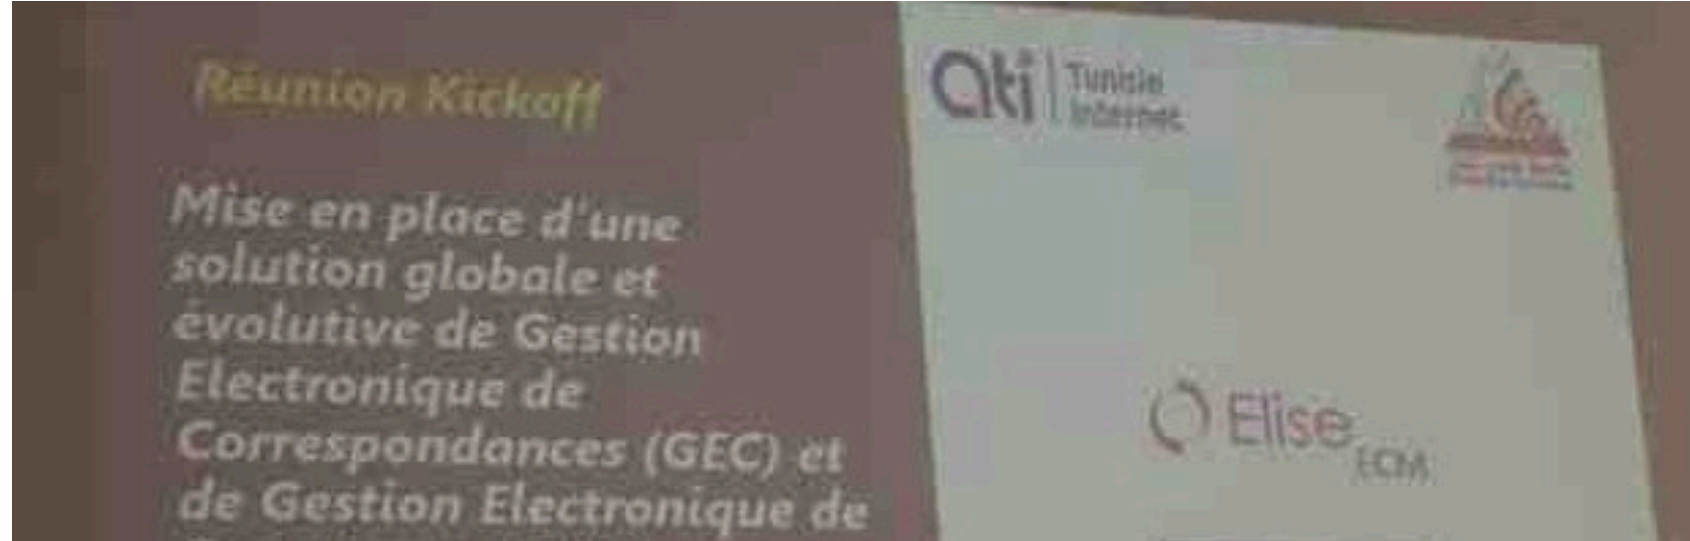 Réunion Kickoff
Mise en place d'une
solution globale et
évolutive de Gestion
Electronique de
Correspondances (GEC) et
de Gestion Electronique de
ati
Tunisie
Internet
Elise
ECM